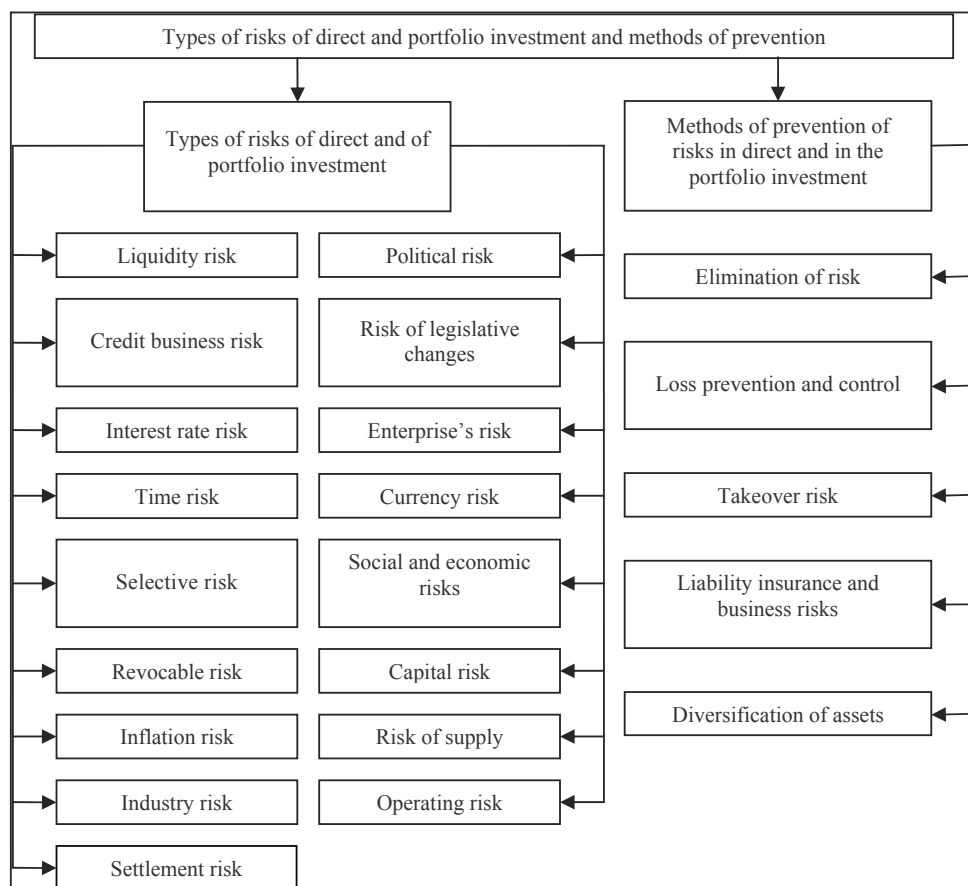 Types of risks of direct and portfolio investment and methods of prevention
Types of risks of direct and of
portfolio investment
Methods of prevention of
risks in direct and in the
portfolio investment
Liquidity risk
Credit business risk
Interest rate risk
Time risk
Selective risk
Revocable risk
Inflation risk
Industry risk
Settlement risk
Political risk
Risk of legislative
changes
Enterprise's risk
Currency risk
Social and economic
risks
Capital risk
Risk of supply
Operating risk
Elimination of risk
Loss prevention and control
Takeover risk
Liability insurance and
business risks
Diversification of assets